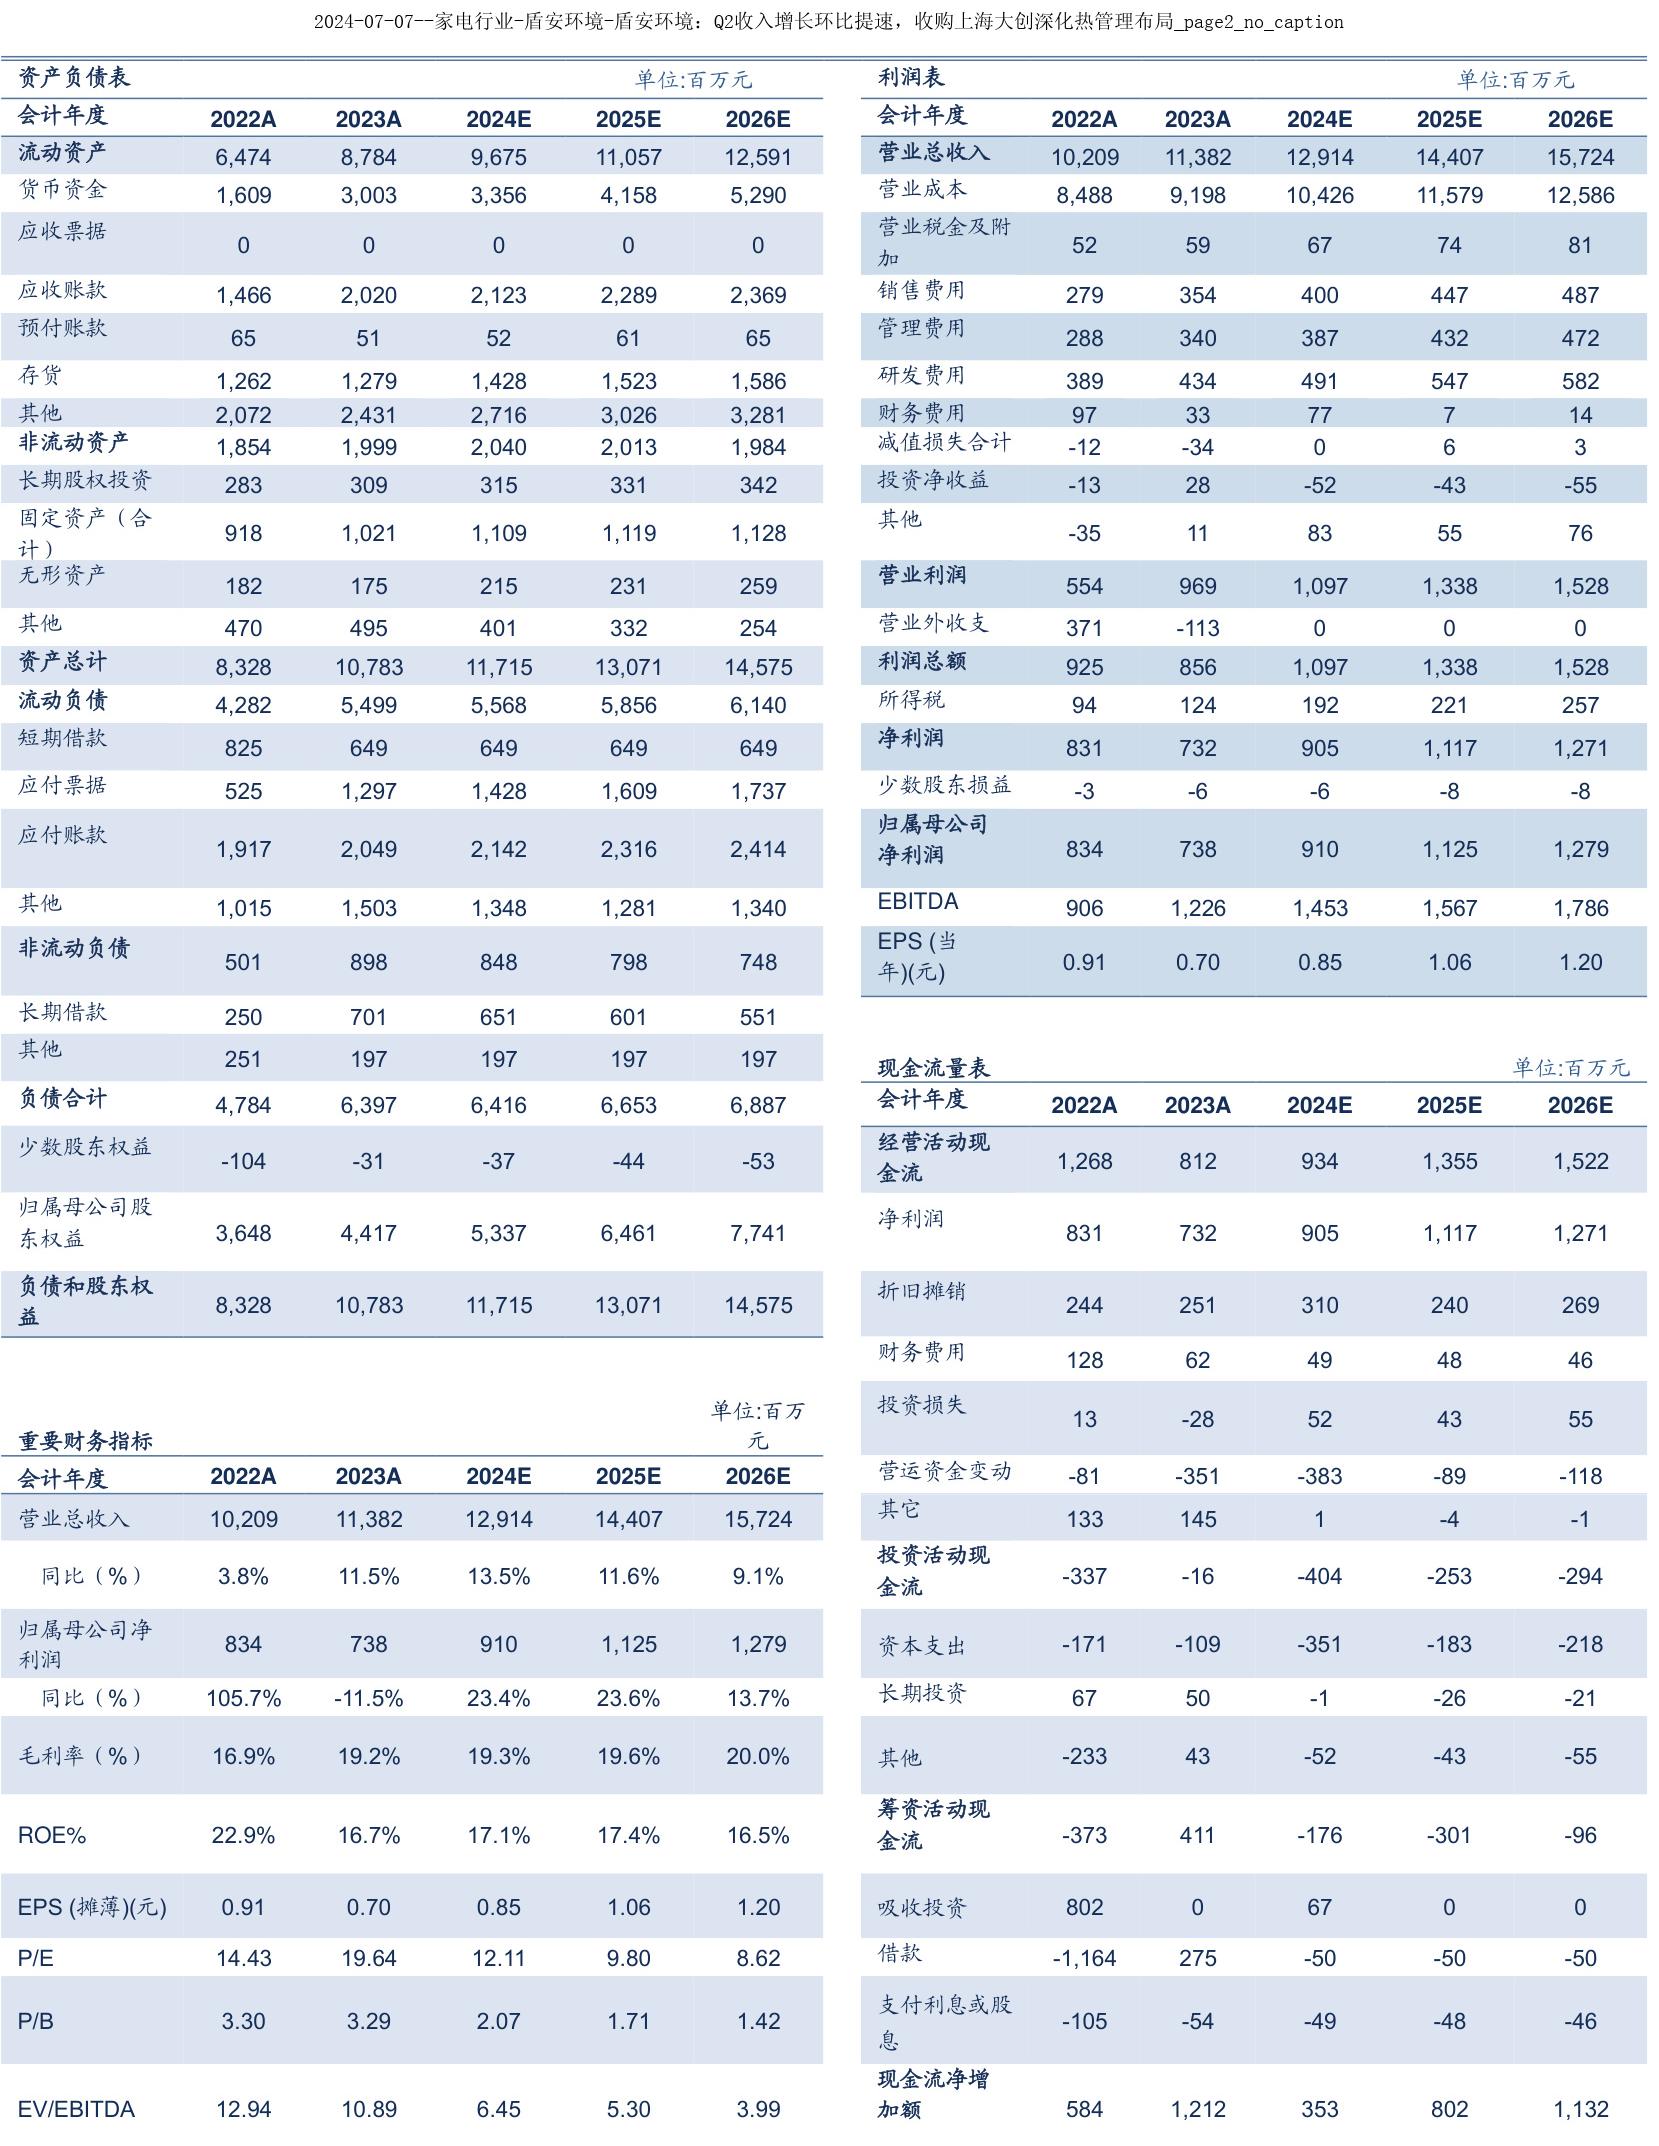 2024-07-07--家电行业-盾安环境-盾安环境：Q2收入增长环比提速，收购上海大创深化热管理布局_page2_no_caption
资产负债表 单位:百万元
会计年度 2022A 2023A 2024E 2025E 2026E
流动资产 6,474 8,784 9,675 11,057 12,591
货币资金 1,609 3,003 3,356 4,158 5,290
应收票据 0 0 0 0 0
应收账款 1,466 2,020 2,123 2,289 2,369
预付账款 65 51 52 61 65
存货 1,262 1,279 1,428 1,523 1,586
其他 2,072 2,431 2,716 3,026 3,281
非流动资产 1,854 1,999 2,040 2,013 1,984
长期股权投资 283 309 315 331 342
固定资产（合
计） 918 1,021 1,109 1,119 1,128
无形资产 182 175 215 231 259
其他 470 495 401 332 254
资产总计 8,328 10,783 11,715 13,071 14,575
流动负债 4,282 5,499 5,568 5,856 6,140
短期借款 825 649 649 649 649
应付票据 525 1,297 1,428 1,609 1,737
应付账款 1,917 2,049 2,142 2,316 2,414
其他 1,015 1,503 1,348 1,281 1,340
非流动负债 501 898 848 798 748
长期借款 250 701 651 601 551
其他 251 197 197 197 197
负债合计 4,784 6,397 6,416 6,653 6,887
少数股东权益 -104 -31 -37 -44 -53
归属母公司股
东权益 3,648 4,417 5,337 6,461 7,741
负债和股东权
益 8,328 10,783 11,715 13,071 14,575
单位:百万
元
重要财务指标
会计年度 2022A 2023A 2024E 2025E 2026E
营业总收入 10,209 11,382 12,914 14,407 15,724
同比（%） 3.8% 11.5% 13.5% 11.6% 9.1%
归属母公司净
利润 834 738 910 1,125 1,279
同比（%） 105.7% -11.5% 23.4% 23.6% 13.7%
毛利率（%） 16.9% 19.2% 19.3% 19.6% 20.0%
ROE% 22.9% 16.7% 17.1% 17.4% 16.5%
EPS (摊薄)(元) 0.91 0.70 0.85 1.06 1.20
P/E 14.43 19.64 12.11 9.80 8.62
P/B 3.30 3.29 2.07 1.71 1.42
EV/EBITDA 12.94 10.89 6.45 5.30 3.99
利润表 单位:百万元
会计年度 2022A 2023A 2024E 2025E 2026E
营业总收入 10,209 11,382 12,914 14,407 15,724
营业成本 8,488 9,198 10,426 11,579 12,586
营业税金及附
加 52 59 67 74 81
销售费用 279 354 400 447 487
管理费用 288 340 387 432 472
研发费用 389 434 491 547 582
财务费用 97 33 77 7 14
减值损失合计 -12 -34 0 6 3
投资净收益 -13 28 -52 -43 -55
其他 -35 11 83 55 76
营业利润 554 969 1,097 1,338 1,528
营业外收支 371 -113 0 0 0
利润总额 925 856 1,097 1,338 1,528
所得税 94 124 192 221 257
净利润 831 732 905 1,117 1,271
少数股东损益 -3 -6 -6 -8 -8
归属母公司
净利润 834 738 910 1,125 1,279
EBITDA 906 1,226 1,453 1,567 1,786
EPS (当
年)(元) 0.91 0.70 0.85 1.06 1.20
现金流量表 单位:百万元
会计年度 2022A 2023A 2024E 2025E 2026E
经营活动现
金流 1,268 812 934 1,355 1,522
净利润 831 732 905 1,117 1,271
折旧摊销 244 251 310 240 269
财务费用 128 62 49 48 46
投资损失 13 -28 52 43 55
营运资金变动 -81 -351 -383 -89 -118
其它 133 145 1 -4 -1
投资活动现
金流 -337 -16 -404 -253 -294
资本支出 -171 -109 -351 -183 -218
长期投资 67 50 -1 -26 -21
其他 -233 43 -52 -43 -55
筹资活动现
金流 -373 411 -176 -301 -96
吸收投资 802 0 67 0 0
借款 -1,164 275 -50 -50 -50
支付利息或股
息 -105 -54 -49 -48 -46
现金流净增
加额 584 1,212 353 802 1,132